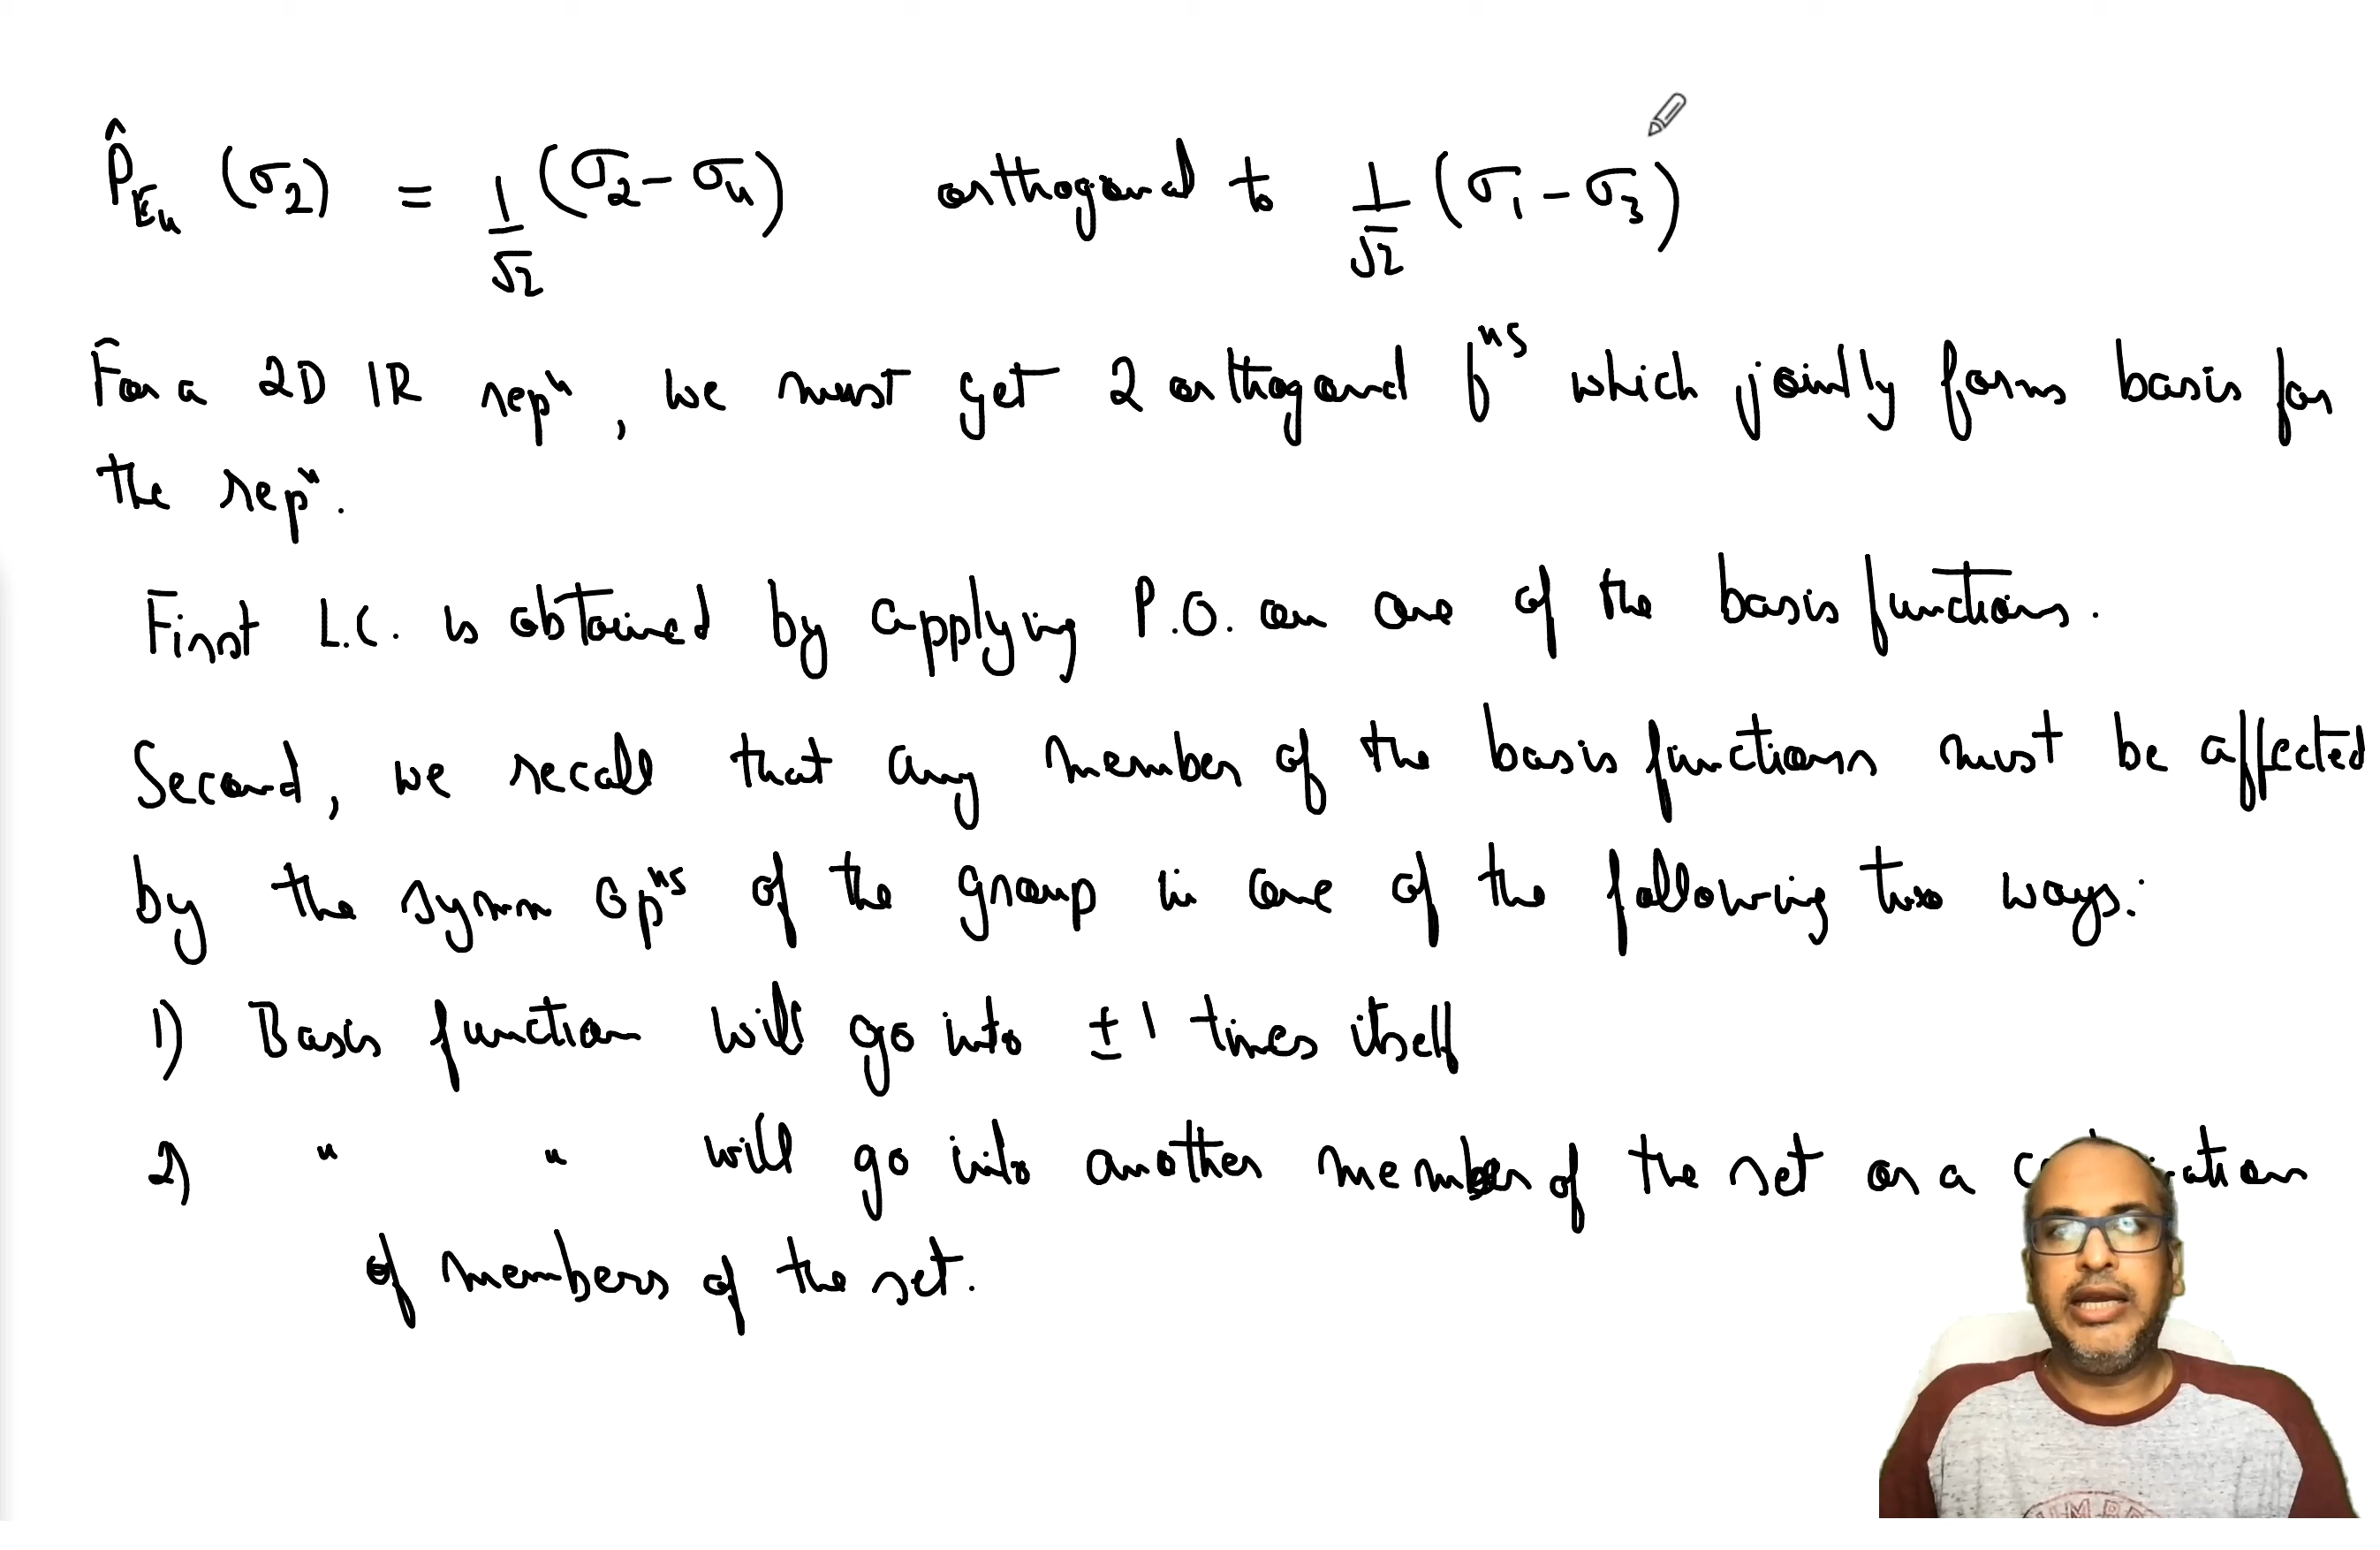 P̂_Eu (σ2) = 1/√2 (σ2 - σ4) orthogonal to 1/√2 (σ1 - σ3)
For a 2D IR repⁿ, we must get 2 orthogonal fⁿˢ which jointly forms basis for
the repⁿ.
First L.C. is obtained by applying P.O. on one of the basis functions.
Second, we recall that any member of the basis functions must be affected
by the symm opⁿˢ of the group in one of the following two ways:
1) Basis function will go into ±1 times itself
2) " " will go into another member of the set or a
of members of the set.